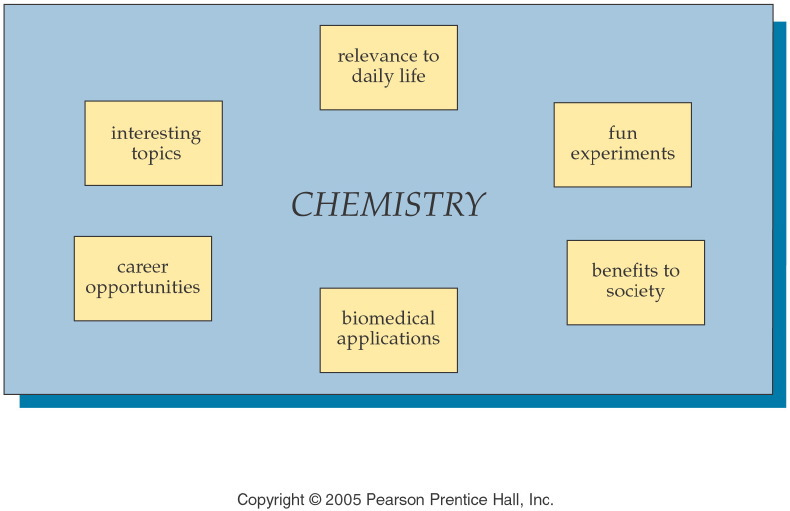 relevance to
daily life
interesting
topics
fun
experiments
CHEMISTRY
career
opportunities
benefits to
society
biomedical
applications
Copyright © 2005 Pearson Prentice Hall, Inc.